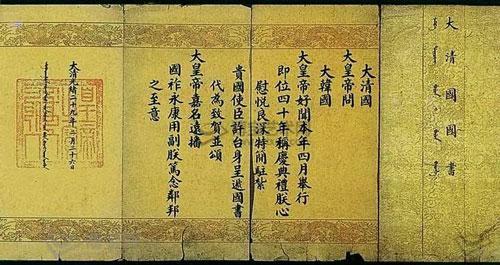 大清國國書
大清國
大皇帝問
大韓國
大皇帝好聞本年四月舉行
即位四十年稱慶典禮朕心
慰悅良深特簡駐紮
貴國使臣許台身呈遞國書
代為致賀並頌
大皇帝嘉名遠播
國祚永康用副朕篤念鄰邦
之至意
大清光緒二十九年二月二十六日